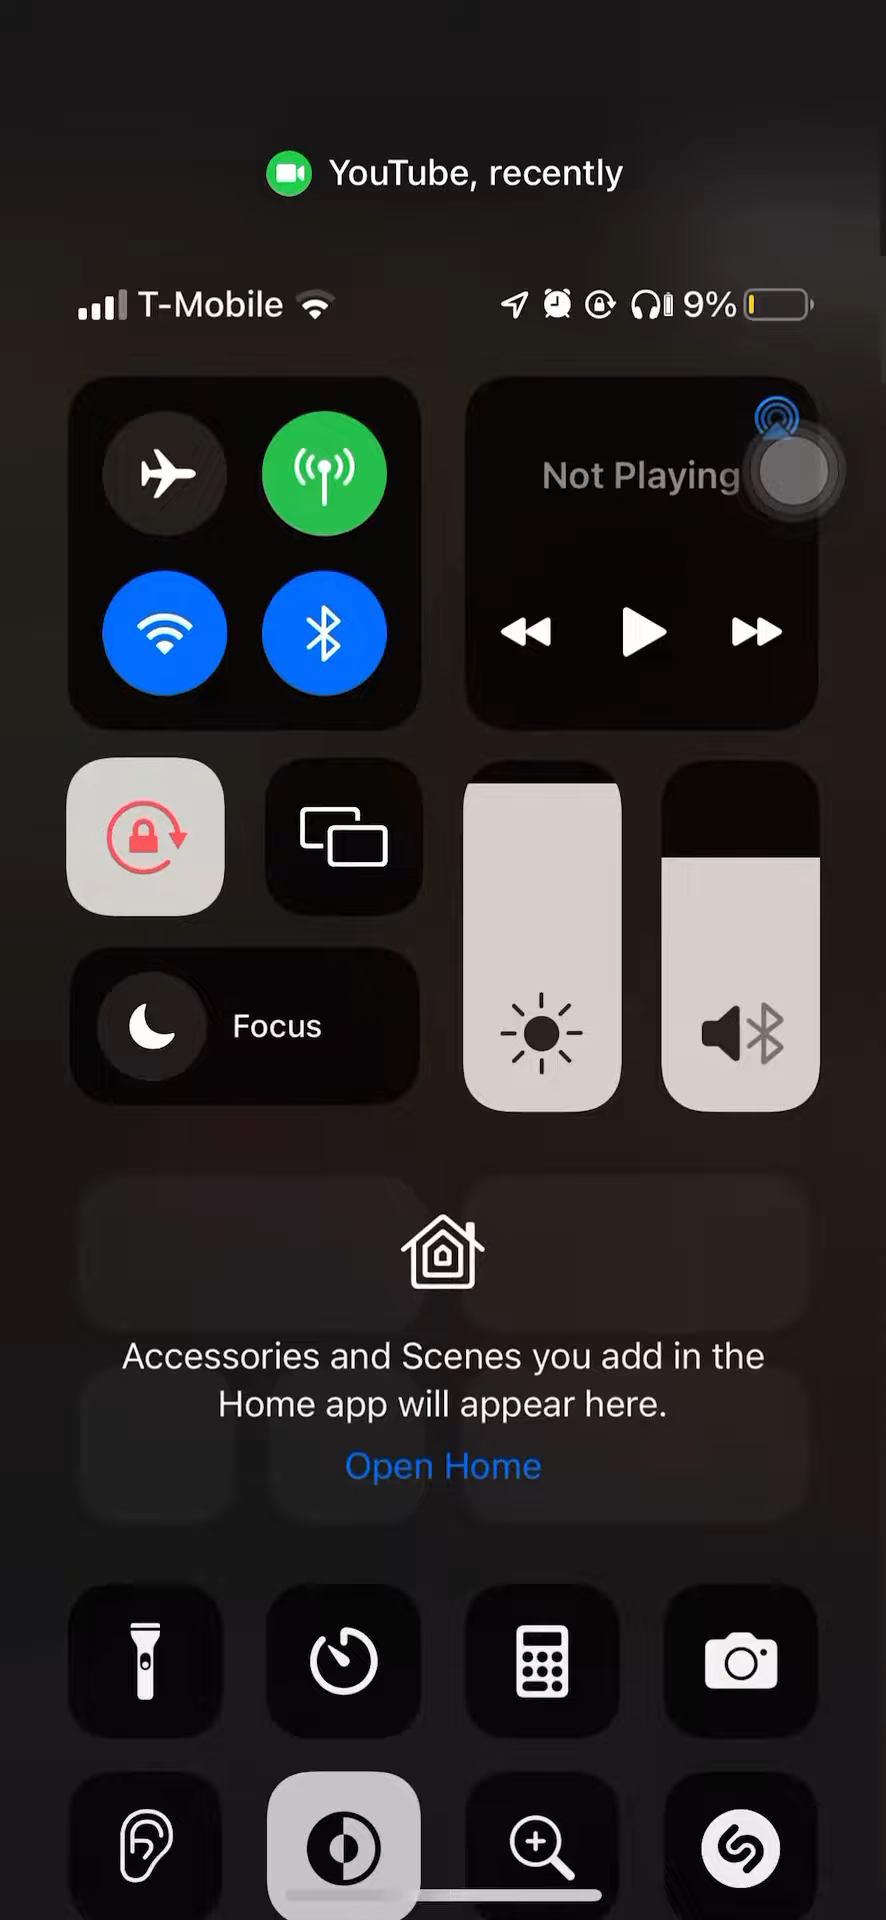 YouTube, recently
T-Mobile 9%
Not Playing
Focus
Accessories and Scenes you add in the
Home app will appear here.
Open Home